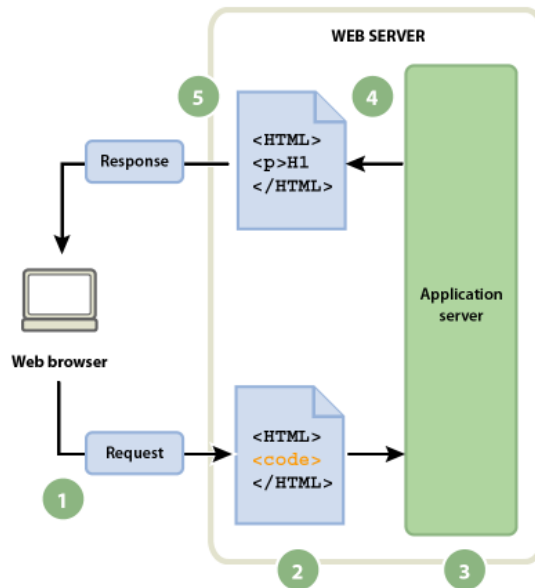 WEB SERVER
5
4
<HTML>
<p>H1
</HTML>
Response
Application
server
Web browser
<HTML>
<code>
</HTML>
Request
1
2
3